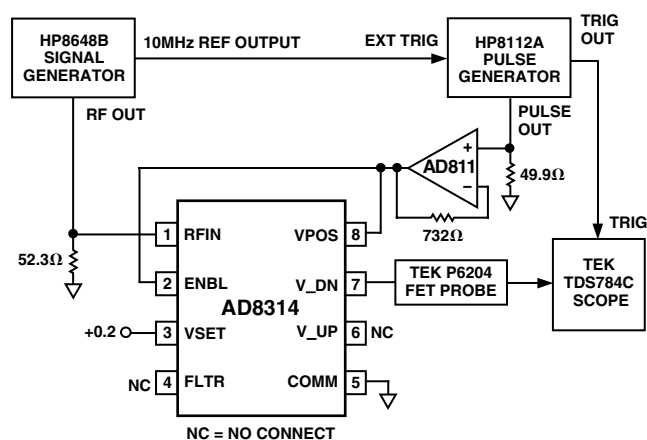 HP8648B
SIGNAL
GENERATOR
10MHz REF OUTPUT
EXT TRIG
HP8112A
PULSE
GENERATOR
TRIG
OUT
RF OUT
PULSE
OUT
+
AD811
–
49.9Ω
732Ω
TRIG
52.3Ω
1
RFIN
VPOS
8
2
ENBL
V_DN
7
AD8314
TEK P6204
FET PROBE
TEK
TDS784C
SCOPE
+0.2
3
VSET
V_UP
6
NC
NC
4
FLTR
COMM
5
NC = NO CONNECT